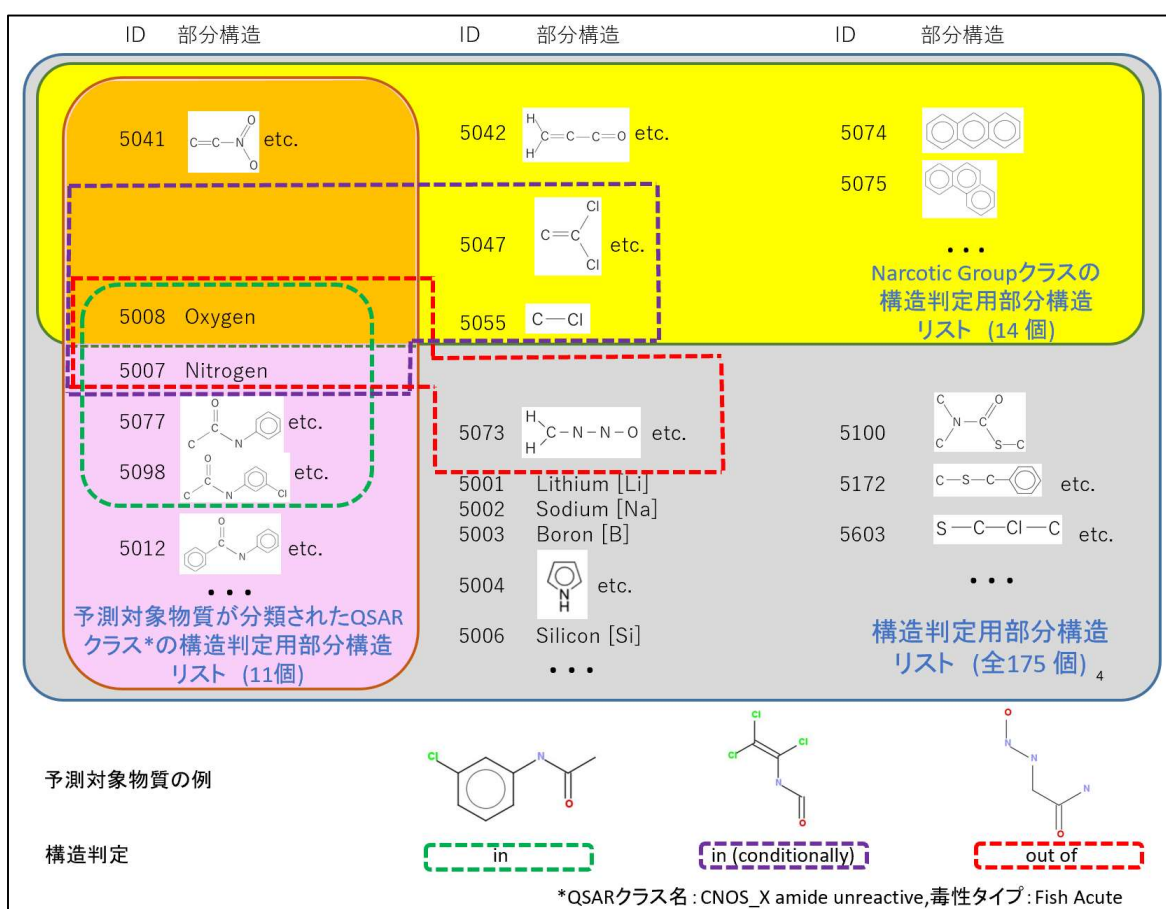 ID 部分構造 ID 部分構造 ID 部分構造
5041 C=C-N O O etc.
5042 H H C=C-C=O etc.
5074
5075
5047 C=C Cl Cl etc.
• • •
Narcotic Groupクラスの
構造判定用部分構造
リスト (14 個)
5008 Oxygen
5055 C-Cl
5007 Nitrogen
5077 O C N etc.
5073 H H C-N-N-O etc.
5100 C N C O S-C
5098 O C N Cl etc.
5001 Lithium [Li]
5172 C-S-C etc.
5002 Sodium [Na]
5003 Boron [B]
5603 S-C-Cl-C etc.
5012 O N etc.
5004 N H etc.
• • •
• • •
5006 Silicon [Si]
• • •
予測対象物質が分類されたQSAR
クラス*の構造判定用部分構造
リスト (11個)
構造判定用部分構造
リスト (全175 個) 4
予測対象物質の例
Cl N O
Cl Cl Cl N O
O N N N O
構造判定
in in (conditionally) out of
*QSARクラス名:CNOS_X amide unreactive,毒性タイプ:Fish Acute